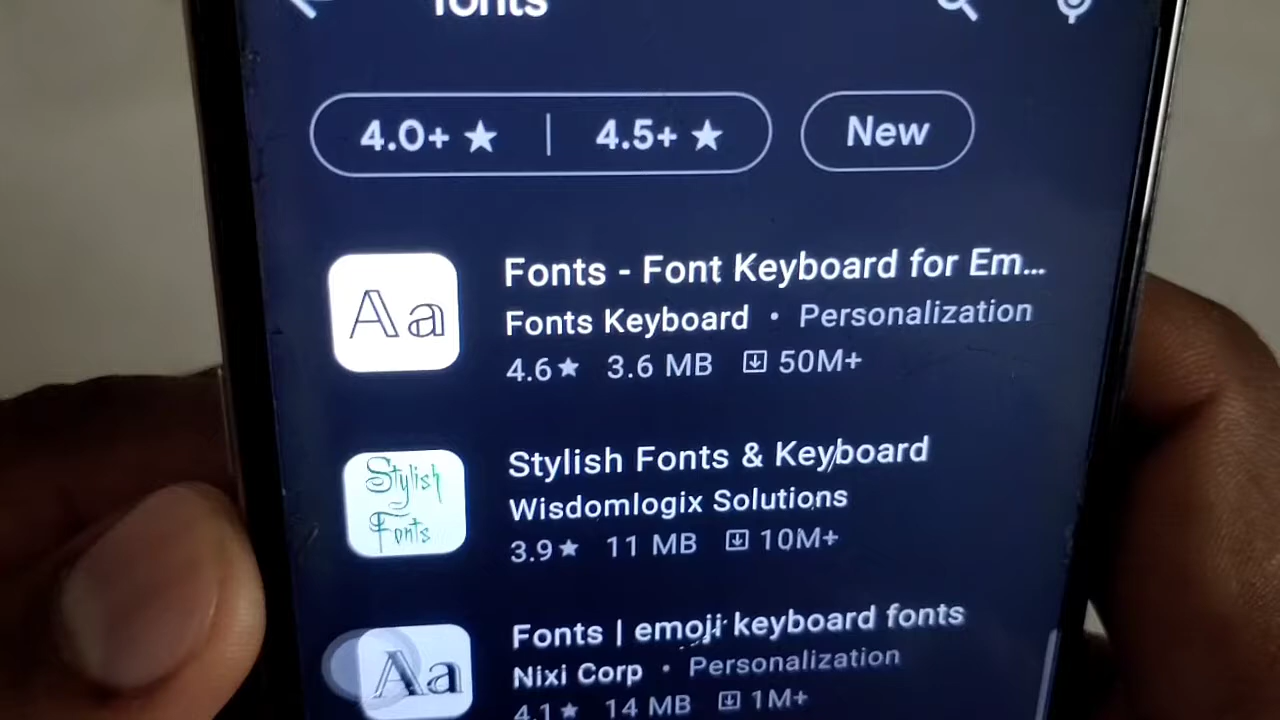 fonts
4.0+ ★ | 4.5+ ★
New
Aa
Fonts - Font Keyboard for Em...
Fonts Keyboard • Personalization
4.6★ 3.6 MB 50M+
Stylish
Fonts
Stylish Fonts & Keyboard
Wisdomlogix Solutions
3.9★ 11 MB 10M+
Aa
Fonts | emoji keyboard fonts
Nixi Corp • Personalization
4.1★ 14 MB 1M+